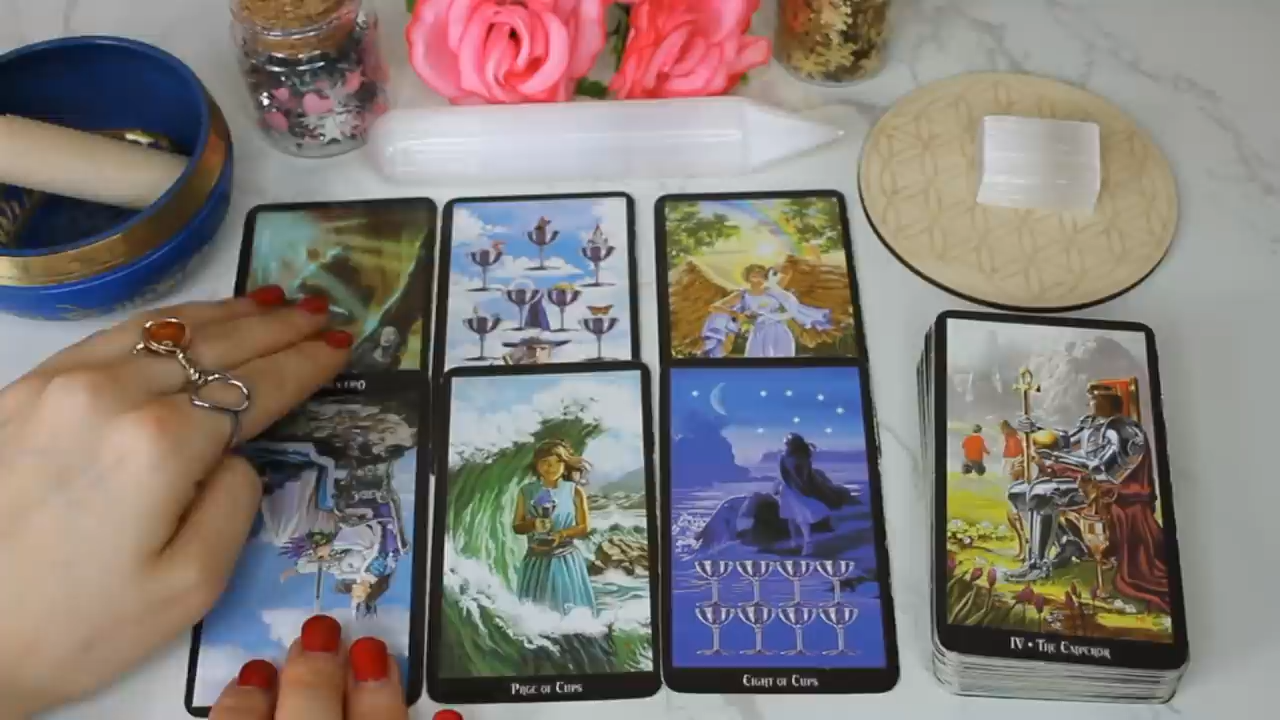 Page of Cups
Eight of Cups
IV • The Emperor